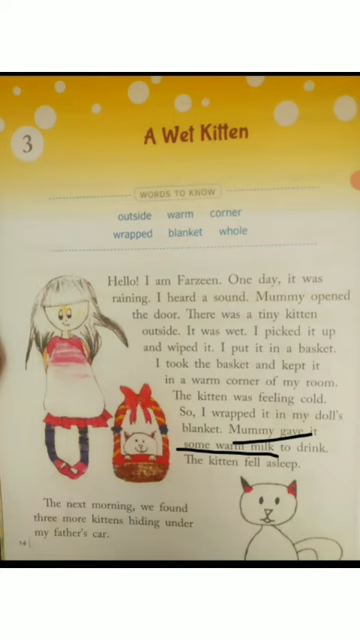 3
A Wet Kitten
WORDS TO KNOW
outside warm corner
wrapped blanket whole
Hello! I am Farzeen. One day, it was
raining. I heard a sound. Mummy opened
the door. There was a tiny kitten
outside. It was wet. I picked it up
and wiped it. I put it in a basket.
I took the basket and kept it
in a warm corner of my room.
The kitten was feeling cold.
So, I wrapped it in my doll's
blanket. Mummy gave it
some warm milk to drink.
The kitten fell asleep.
The next morning, we found
three more kittens hiding under
my father's car.
14